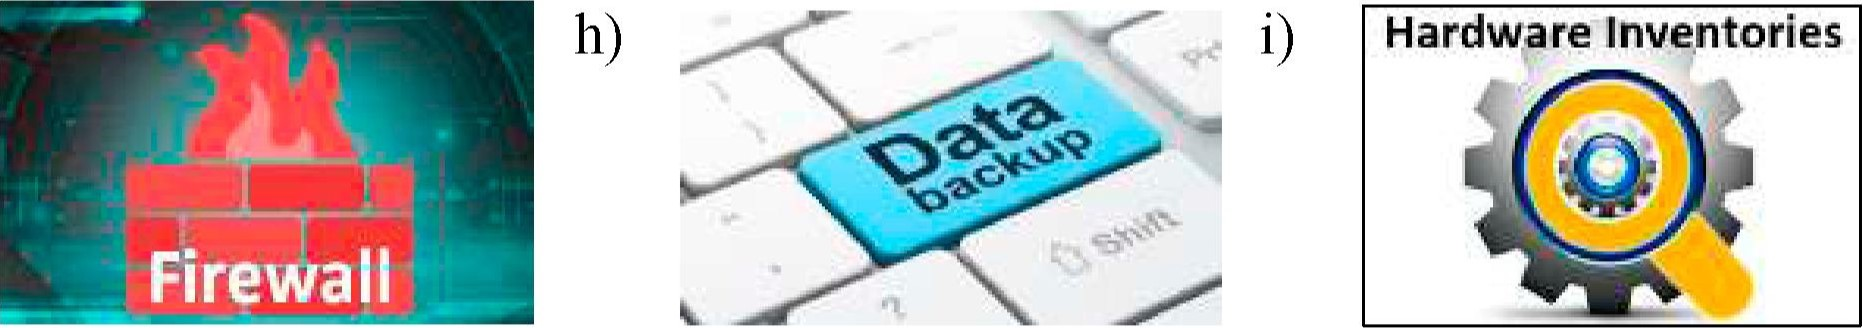 Firewall
h)
Data
backup
Shift
?
i)
Hardware Inventories